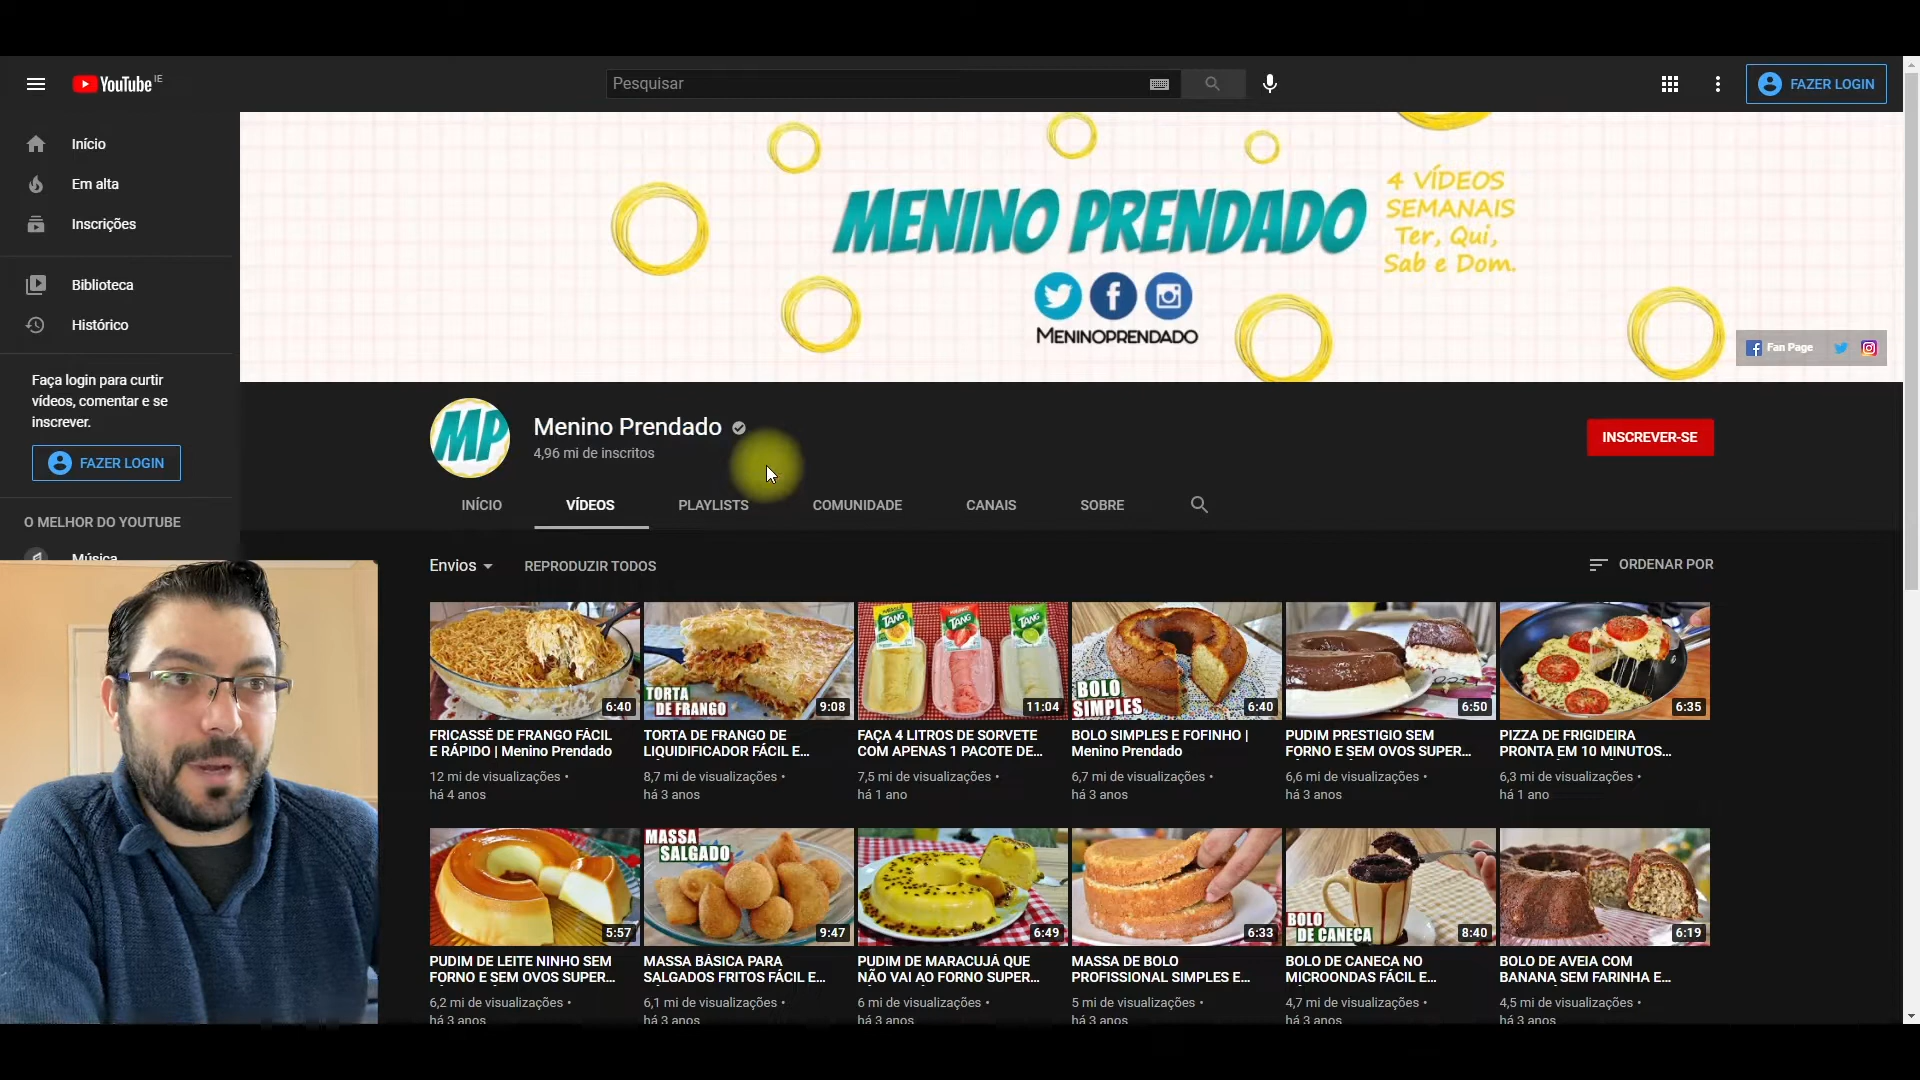 YouTube IE
Pesquisar
FAZER LOGIN
Início
Em alta
Inscrições
Biblioteca
Histórico
Faça login para curtir
vídeos, comentar e se
inscrever.
FAZER LOGIN
O MELHOR DO YOUTUBE
Música
MENINO PRENDADO
4 VÍDEOS
SEMANAIS
Ter, Qui,
Sab e Dom.
MENINOPRENDADO
Fan Page
MP
Menino Prendado
4,96 mi de inscritos
INSCREVER-SE
INÍCIO
VÍDEOS
PLAYLISTS
COMUNIDADE
CANAIS
SOBRE
Envios
REPRODUZIR TODOS
ORDENAR POR
6:40
TORTA
DE FRANGO
9:08
TANG
TANG
TANG
11:04
BOLO
SIMPLES
6:40
6:50
6:35
FRICASSÊ DE FRANGO FÁCIL
E RÁPIDO | Menino Prendado
12 mi de visualizações •
há 4 anos
TORTA DE FRANGO DE
LIQUIDIFICADOR FÁCIL E...
8,7 mi de visualizações •
há 3 anos
FAÇA 4 LITROS DE SORVETE
COM APENAS 1 PACOTE DE...
7,5 mi de visualizações •
há 1 ano
BOLO SIMPLES E FOFINHO |
Menino Prendado
6,7 mi de visualizações •
há 3 anos
PUDIM PRESTIGIO SEM
FORNO E SEM OVOS SUPER...
6,6 mi de visualizações •
há 3 anos
PIZZA DE FRIGIDEIRA
PRONTA EM 10 MINUTOS...
6,3 mi de visualizações •
há 1 ano
5:57
MASSA
SALGADO
9:47
6:49
6:33
BOLO
DE CANECA
8:40
6:19
PUDIM DE LEITE NINHO SEM
FORNO E SEM OVOS SUPER...
6,2 mi de visualizações •
há 3 anos
MASSA BÁSICA PARA
SALGADOS FRITOS FÁCIL E...
6,1 mi de visualizações •
há 3 anos
PUDIM DE MARACUJÁ QUE
NÃO VAI AO FORNO SUPER...
6 mi de visualizações •
há 3 anos
MASSA DE BOLO
PROFISSIONAL SIMPLES E...
5 mi de visualizações •
há 3 anos
BOLO DE CANECA NO
MICROONDAS FÁCIL E...
4,7 mi de visualizações •
há 3 anos
BOLO DE AVEIA COM
BANANA SEM FARINHA E...
4,5 mi de visualizações •
há 3 anos